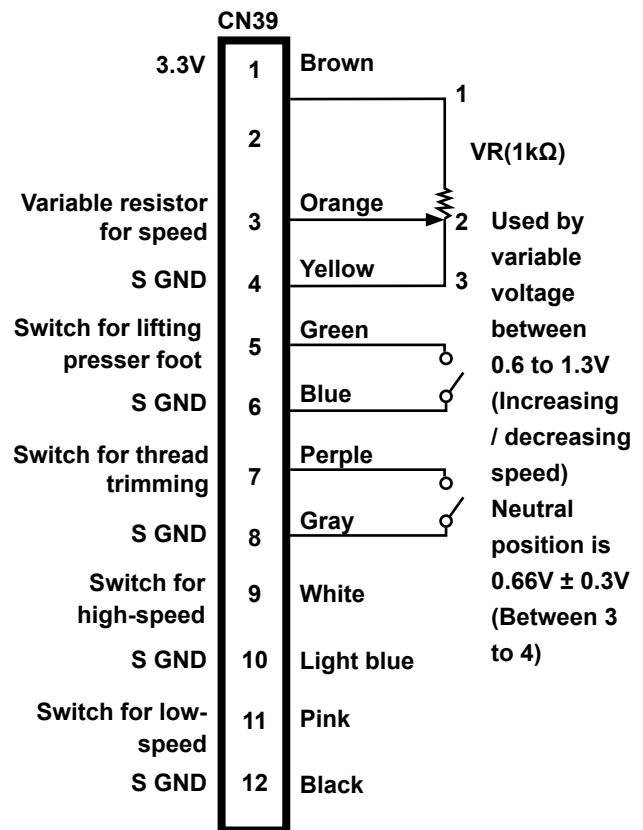 CN39
3.3V 1 Brown
1
2
VR(1kΩ)
Variable resistor
for speed
3 Orange
2
Used by
variable
voltage
between
0.6 to 1.3V
(Increasing
/ decreasing
speed)
Neutral
position is
0.66V ± 0.3V
(Between 3
to 4)
S GND 4 Yellow
3
Switch for lifting
presser foot
5 Green
S GND 6 Blue
Switch for thread
trimming
7 Perple
S GND 8 Gray
Switch for
high-speed
9 White
S GND 10 Light blue
Switch for low-
speed
11 Pink
S GND 12 Black